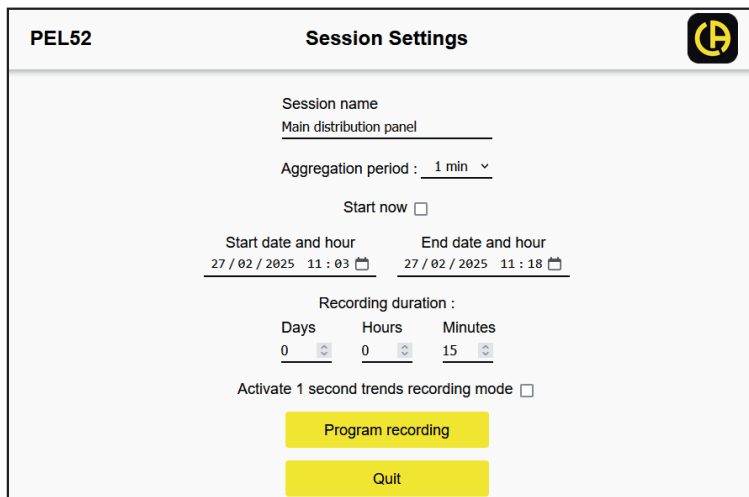 PEL52 Session Settings
Session name
Main distribution panel
Aggregation period : 1 min
Start now
Start date and hour End date and hour
27/02/2025 11:03 27/02/2025 11:18
Recording duration :
Days Hours Minutes
0 0 15
Activate 1 second trends recording mode
Program recording
Quit